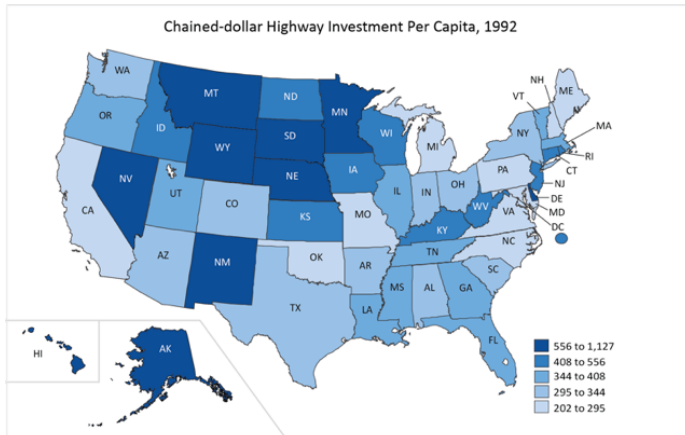 Chained-dollar Highway Investment Per Capita, 1992
WA
MT
ND
MN
OR
ID
SD
WI
WY
MI
NH
VT
ME
MA
NY
RI
CT
NJ
DE
MD
DC
PA
NV
NE
IA
UT
IL
IN
OH
WV
VA
CA
CO
KS
MO
KY
NC
AZ
NM
OK
AR
TN
SC
MS
AL
GA
TX
LA
FL
HI
AK
556 to 1,127
408 to 556
344 to 408
295 to 344
202 to 295